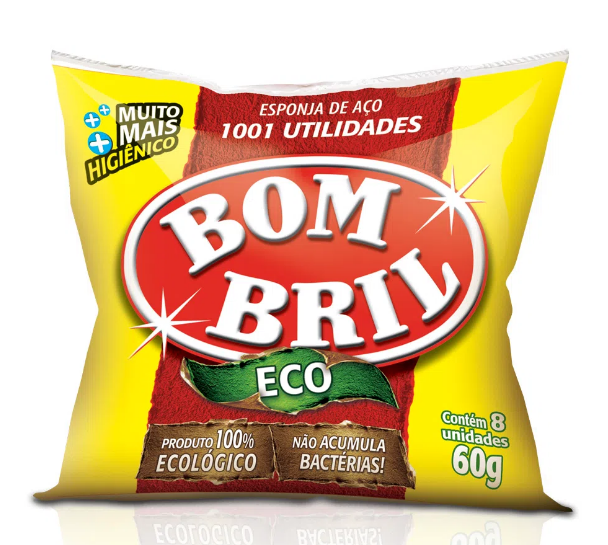 MUITO
MAIS
HIGIÊNICO
ESPONJA DE AÇO
1001 UTILIDADES
BOM
BRIL
ECO
PRODUTO 100%
ECOLÓGICO
NÃO ACUMULA
BACTÉRIAS!
Contém 8
unidades
60g